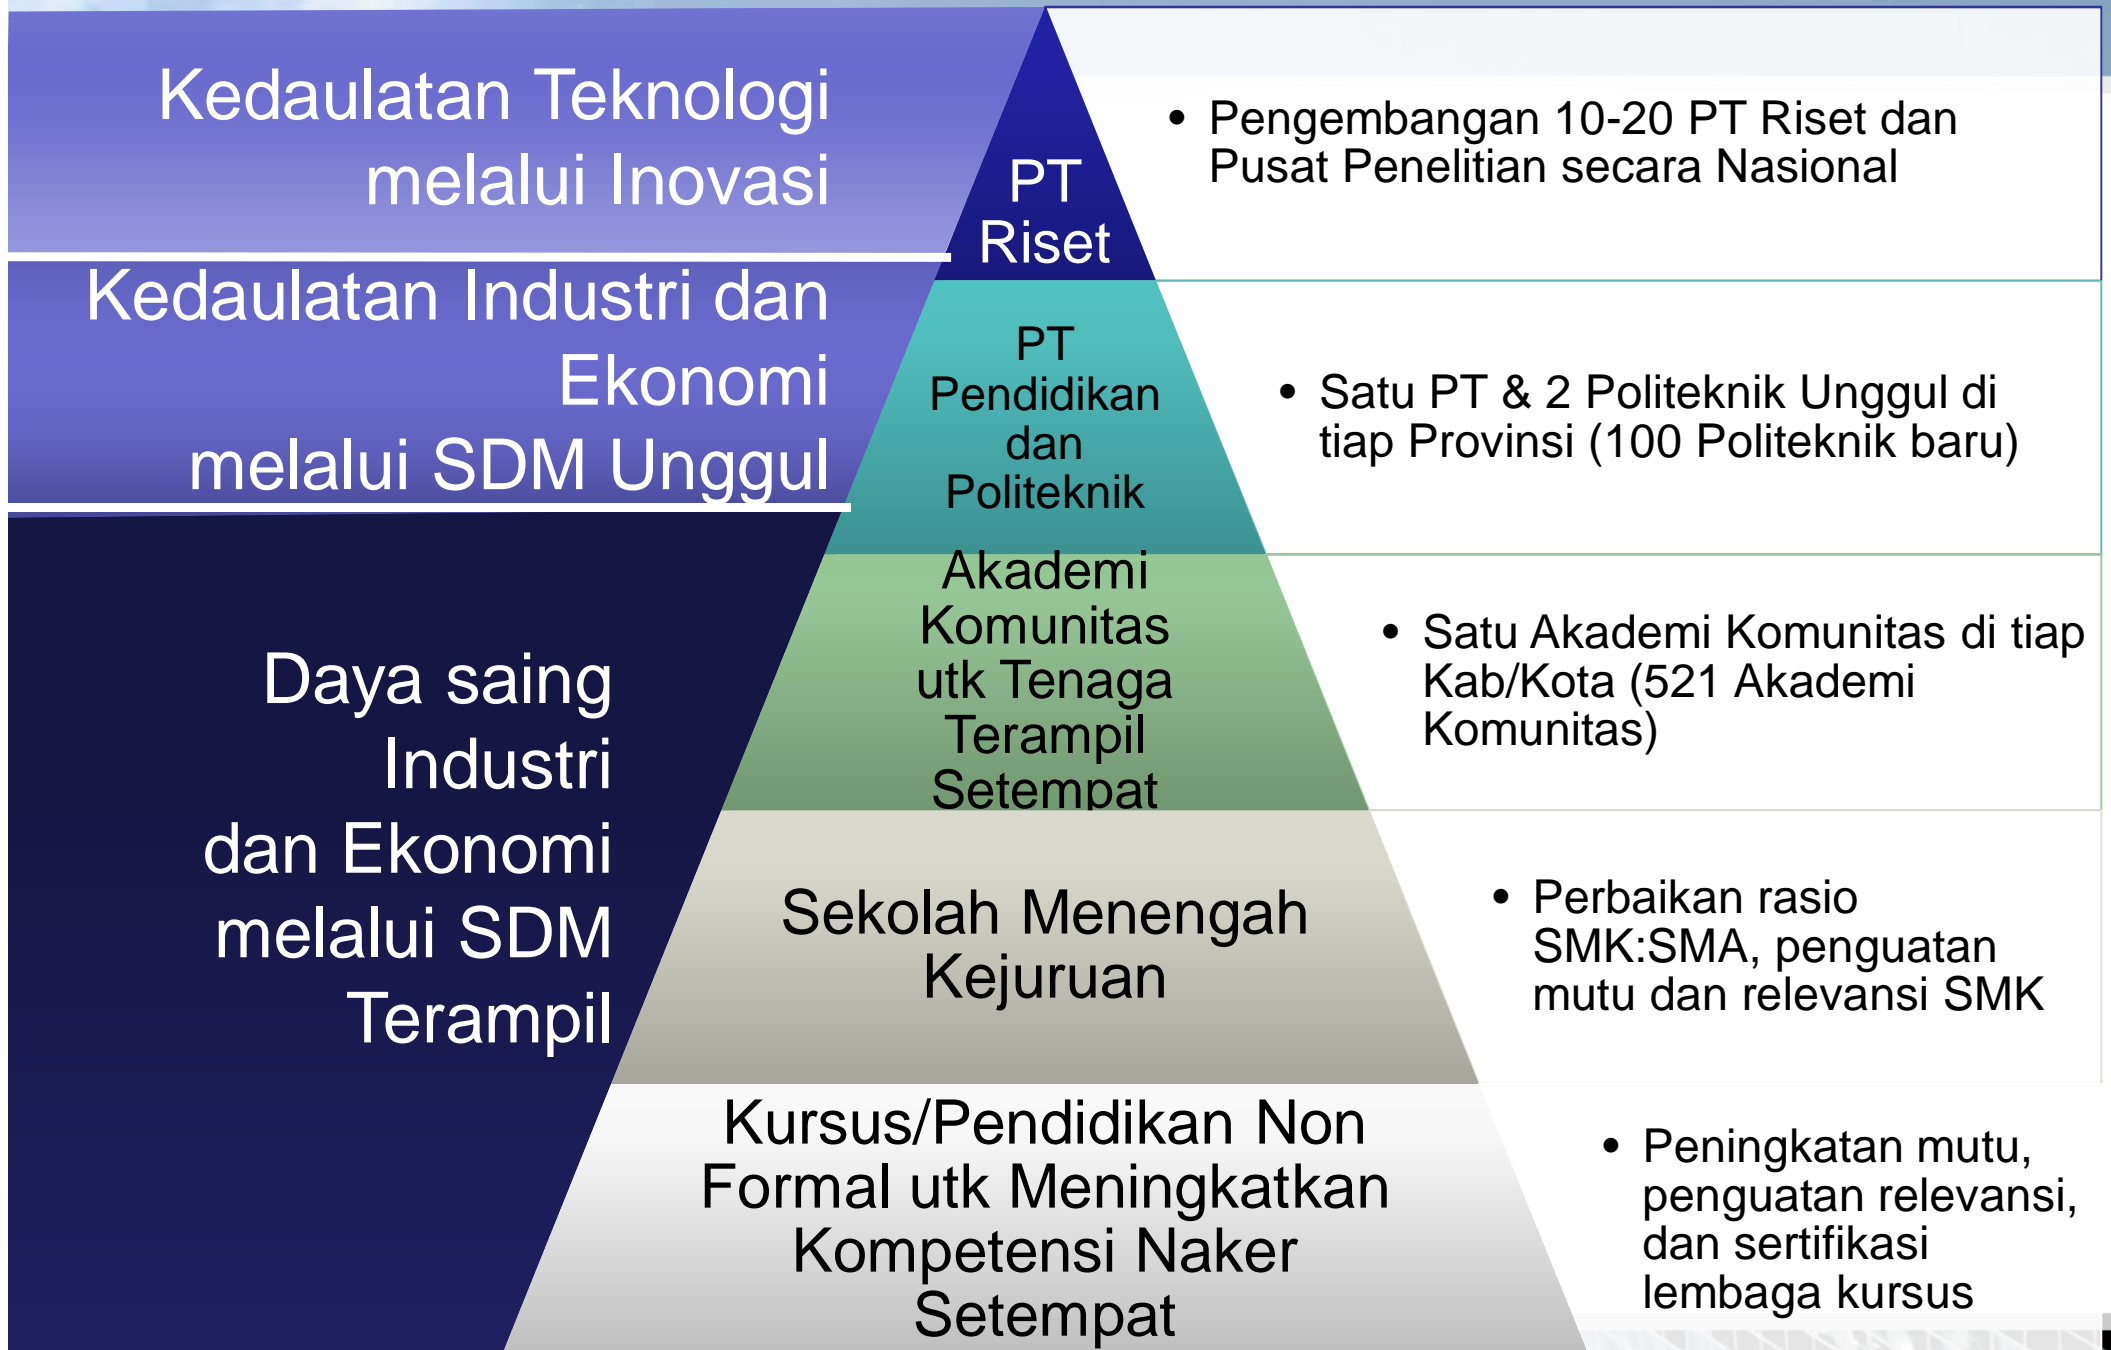 Kedaulatan Teknologi
melalui Inovasi
PT
Riset
• Pengembangan 10-20 PT Riset dan
Pusat Penelitian secara Nasional
Kedaulatan Industri dan
Ekonomi
melalui SDM Unggul
PT
Pendidikan
dan
Politeknik
• Satu PT & 2 Politeknik Unggul di
tiap Provinsi (100 Politeknik baru)
Daya saing
Industri
dan Ekonomi
melalui SDM
Terampil
Akademi
Komunitas
utk Tenaga
Terampil
Setempat
• Satu Akademi Komunitas di tiap
Kab/Kota (521 Akademi
Komunitas)
Sekolah Menengah
Kejuruan
• Perbaikan rasio
SMK:SMA, penguatan
mutu dan relevansi SMK
Kursus/Pendidikan Non
Formal utk Meningkatkan
Kompetensi Naker
Setempat
• Peningkatan mutu,
penguatan relevansi,
dan sertifikasi
lembaga kursus